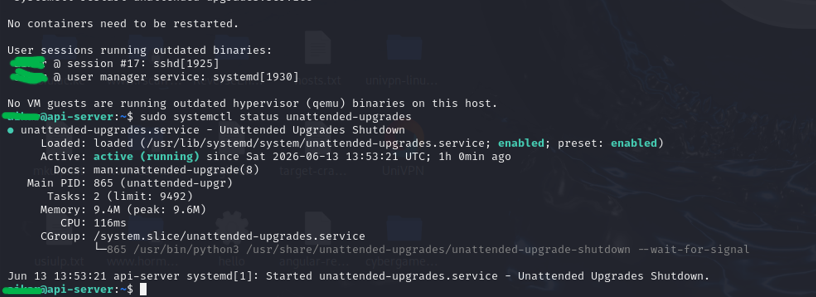 No containers need to be restarted.
User sessions running outdated binaries:
@ session #17: sshd[1925]
@ user manager service: systemd[1930]
No VM guests are running outdated hypervisor (qemu) binaries on this host.
@api-server:~$ sudo systemctl status unattended-upgrades
● unattended-upgrades.service - Unattended Upgrades Shutdown
Loaded: loaded (/usr/lib/systemd/system/unattended-upgrades.service; enabled; preset: enabled)
Active: active (running) since Sat 2026-06-13 13:53:21 UTC; 1h 0min ago
Docs: man:unattended-upgrade(8)
Main PID: 865 (unattended-upgr)
Tasks: 2 (limit: 9492)
Memory: 9.4M (peak: 9.6M)
CPU: 116ms
CGroup: /system.slice/unattended-upgrades.service
└─865 /usr/bin/python3 /usr/share/unattended-upgrades/unattended-upgrade-shutdown --wait-for-signal
Jun 13 13:53:21 api-server systemd[1]: Started unattended-upgrades.service - Unattended Upgrades Shutdown.
@api-server:~$